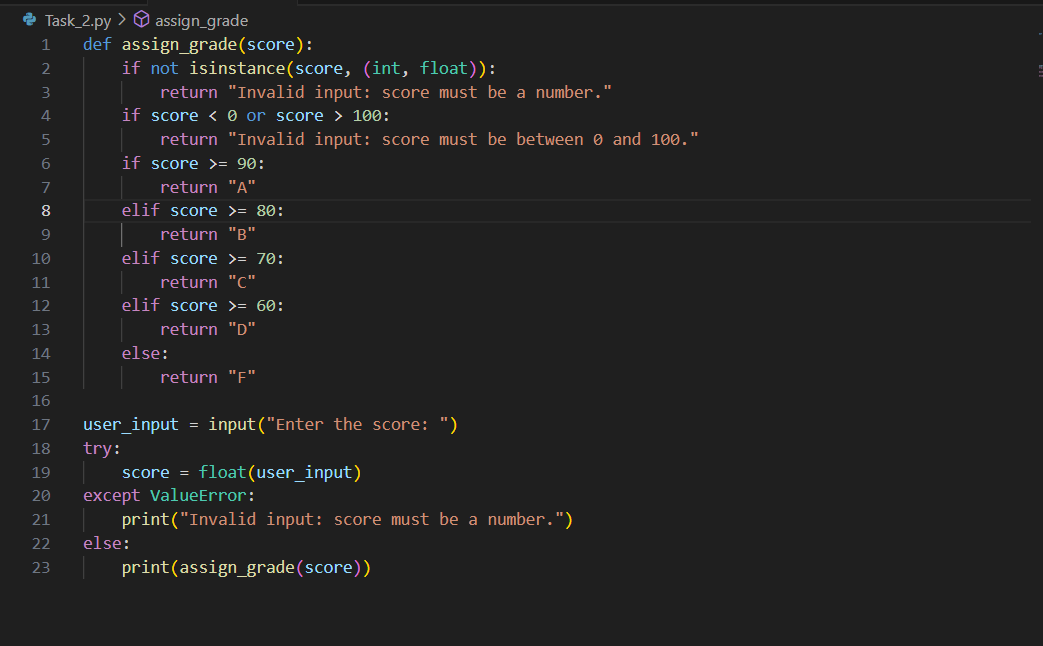 Task_2.py > assign_grade
1 def assign_grade(score):
2     if not isinstance(score, (int, float)):
3         return "Invalid input: score must be a number."
4     if score < 0 or score > 100:
5         return "Invalid input: score must be between 0 and 100."
6     if score >= 90:
7         return "A"
8     elif score >= 80:
9         return "B"
10     elif score >= 70:
11         return "C"
12     elif score >= 60:
13         return "D"
14     else:
15         return "F"
16
17 user_input = input("Enter the score: ")
18 try:
19     score = float(user_input)
20 except ValueError:
21     print("Invalid input: score must be a number.")
22 else:
23     print(assign_grade(score))